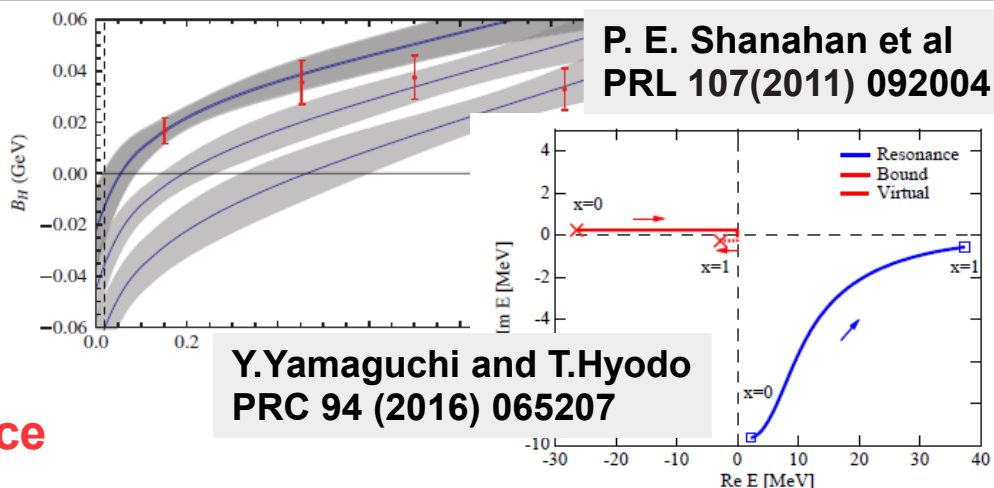 0.06
0.04
0.02
0.00
−0.02
−0.04
−0.06
B_H (GeV)
0.0
0.2
P. E. Shanahan et al
PRL 107(2011) 092004
4
2
0
-2
-4
-10
Im E [MeV]
Resonance
Bound
Virtual
x=0
x=1
x=1
x=0
-30
-20
-10
0
10
20
30
40
Re E [MeV]
Y.Yamaguchi and T.Hyodo
PRC 94 (2016) 065207
ce